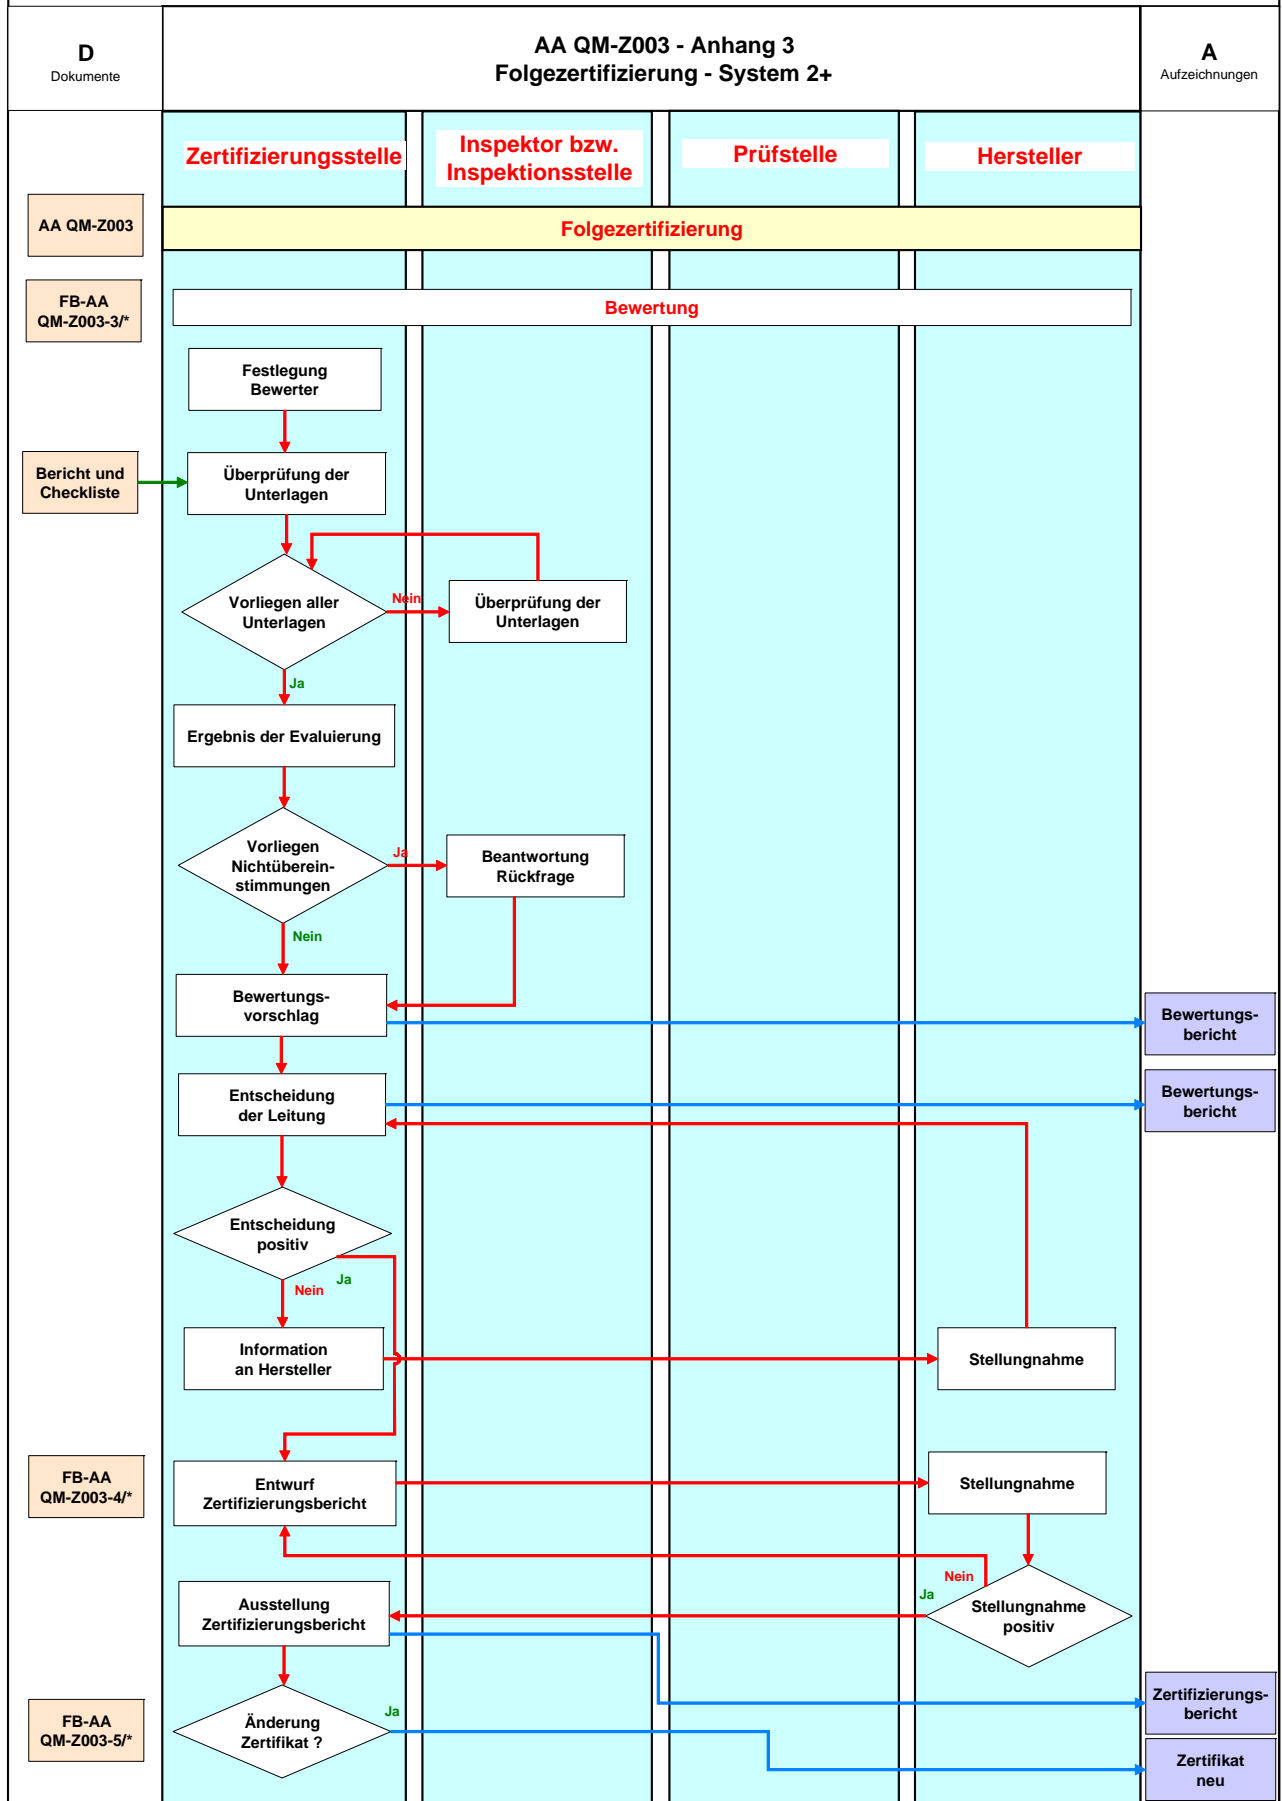 D
Dokumente
AA QM-Z003 - Anhang 3
Folgezertifizierung - System 2+
A
Aufzeichnungen
Zertifizierungsstelle
Inspektor bzw.
Inspektionsstelle
Prüfstelle
Hersteller
AA QM-Z003
Folgezertifizierung
FB-AA
QM-Z003-3/*
Bewertung
Festlegung
Bewerter
Bericht und
Checkliste
Überprüfung der
Unterlagen
Vorliegen aller
Unterlagen
Nein
Überprüfung der
Unterlagen
Ja
Ergebnis der Evaluierung
Vorliegen
Nichtüberein-
stimmungen
Ja
Beantwortung
Rückfrage
Nein
Bewertungs-
vorschlag
Bewertungs-
bericht
Entscheidung
der Leitung
Bewertungs-
bericht
Entscheidung
positiv
Ja
Nein
Information
an Hersteller
Stellungnahme
FB-AA
QM-Z003-4/*
Entwurf
Zertifizierungsbericht
Stellungnahme
Nein
Ja
Stellungnahme
positiv
Ausstellung
Zertifizierungsbericht
Zertifizierungs-
bericht
FB-AA
QM-Z003-5/*
Änderung
Zertifikat ?
Ja
Zertifikat
neu